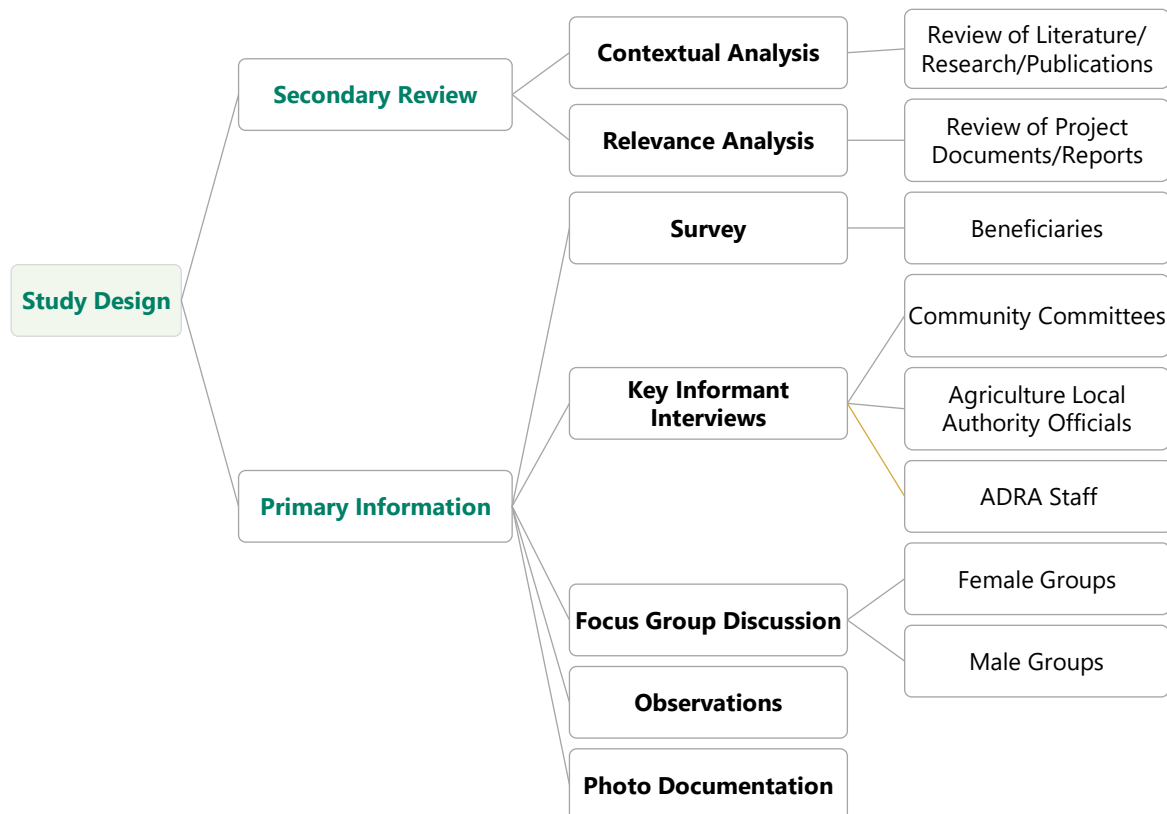 Study Design
Secondary Review
Contextual Analysis
Review of Literature/
Research/Publications
Relevance Analysis
Review of Project
Documents/Reports
Primary Information
Survey
Beneficiaries
Key Informant
Interviews
Community Committees
Agriculture Local
Authority Officials
ADRA Staff
Focus Group Discussion
Female Groups
Male Groups
Observations
Photo Documentation